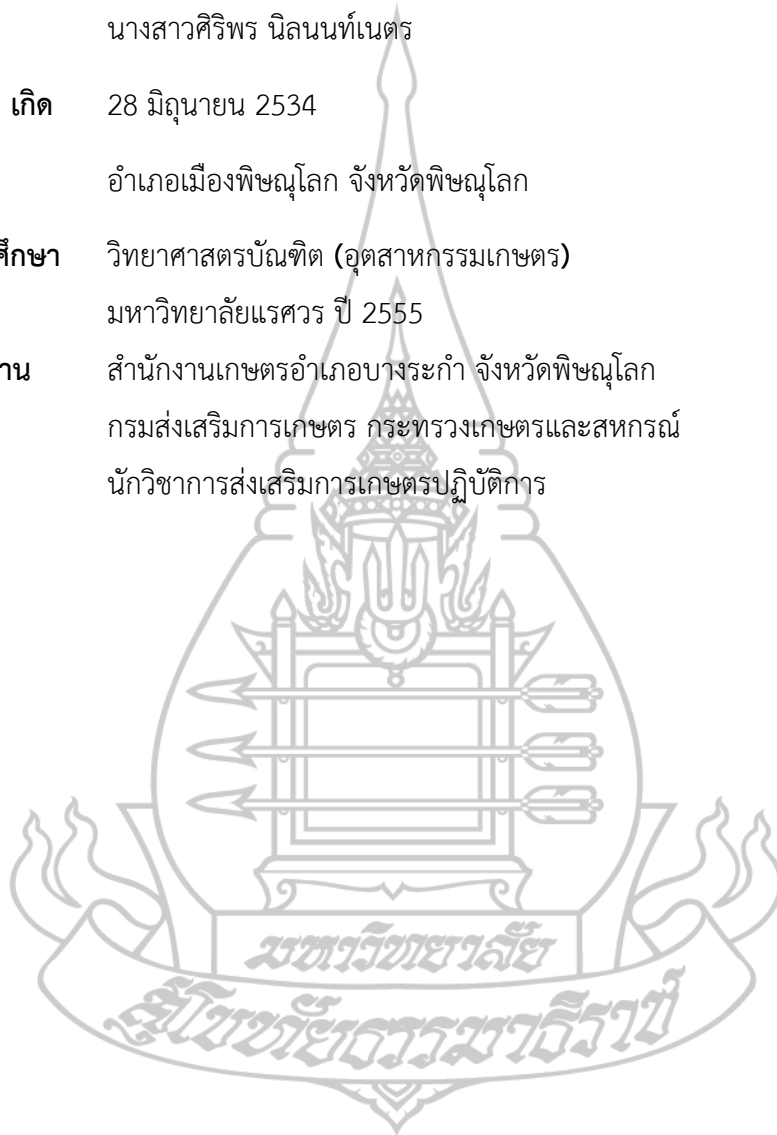 นางสาวศิริพร นิลนนท์เนตร
เกิด 28 มิถุนายน 2534
อำเภอเมืองพิษณุโลก จังหวัดพิษณุโลก
ศึกษา วิทยาศาสตรบัณฑิต (อุตสาหกรรมเกษตร)
มหาวิทยาลัยแรศวร ปี 2555
าน สำนักงานเกษตรอำเภอบางระกำ จังหวัดพิษณุโลก
กรมส่งเสริมการเกษตร กระทรวงเกษตรและสหกรณ์
นักวิชาการส่งเสริมการเกษตรปฏิบัติการ
มหาวิทยาลัย
สุโขทัยธรรมาธิราช